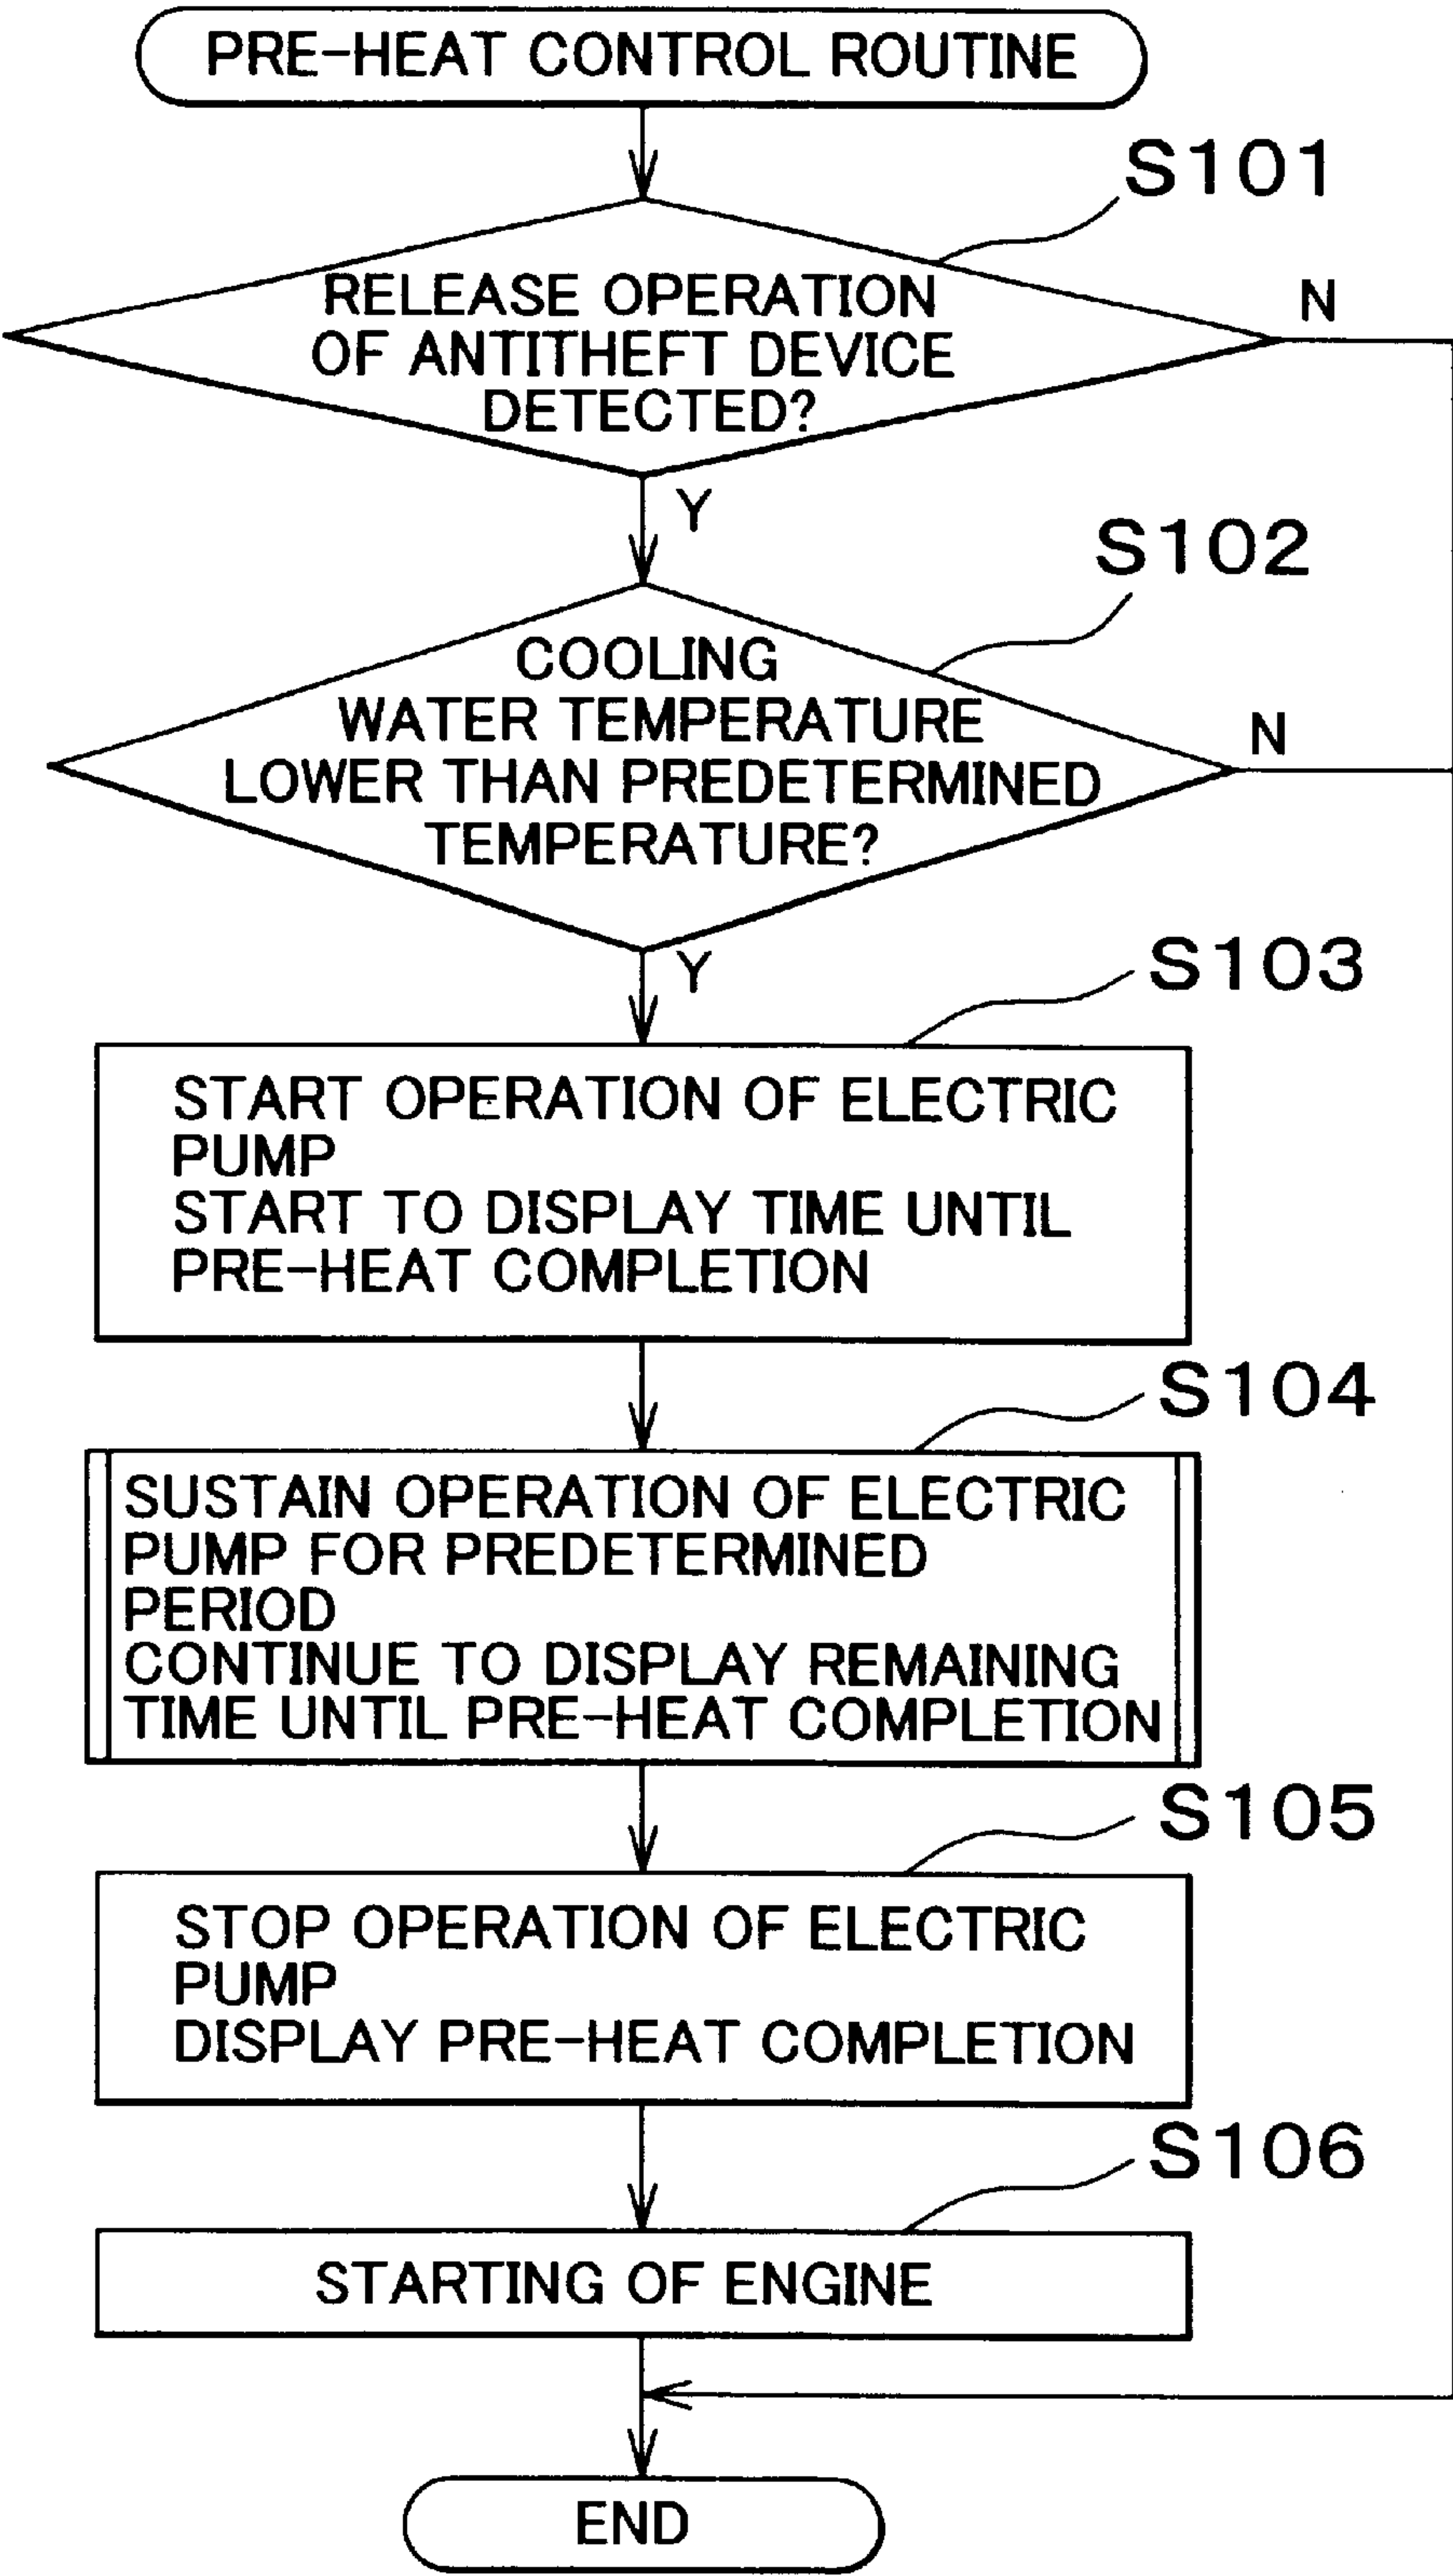 PRE-HEAT CONTROL ROUTINE
S101
RELEASE OPERATION
OF ANTITHEFT DEVICE
DETECTED?
N
Y
S102
COOLING
WATER TEMPERATURE
LOWER THAN PREDETERMINED
TEMPERATURE?
N
Y
S103
START OPERATION OF ELECTRIC
PUMP
START TO DISPLAY TIME UNTIL
PRE-HEAT COMPLETION
S104
SUSTAIN OPERATION OF ELECTRIC
PUMP FOR PREDETERMINED
PERIOD
CONTINUE TO DISPLAY REMAINING
TIME UNTIL PRE-HEAT COMPLETION
S105
STOP OPERATION OF ELECTRIC
PUMP
DISPLAY PRE-HEAT COMPLETION
S106
STARTING OF ENGINE
END